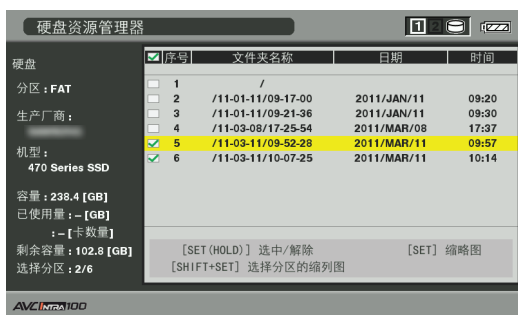 硬盘资源管理器
1 2
硬盘
分区 : FAT
生产厂商 :
机型 :
470 Series SSD
容量 : 238.4 [GB]
已使用量 : – [GB]
: – [卡数量]
剩余容量 : 102.8 [GB]
选择分区 : 2/6
序号 文件夹名称 日期 时间
1 /
2 /11-01-11/09-17-00 2011/JAN/11 09:20
3 /11-01-11/09-21-36 2011/JAN/11 09:30
4 /11-03-08/17-25-54 2011/MAR/08 17:37
5 /11-03-11/09-52-28 2011/MAR/11 09:57
6 /11-03-11/10-07-25 2011/MAR/11 10:14
[SET(HOLD)] 选中/解除 [SET] 缩略图
[SHIFT+SET] 选择分区的缩列图
AVC INTRA 100